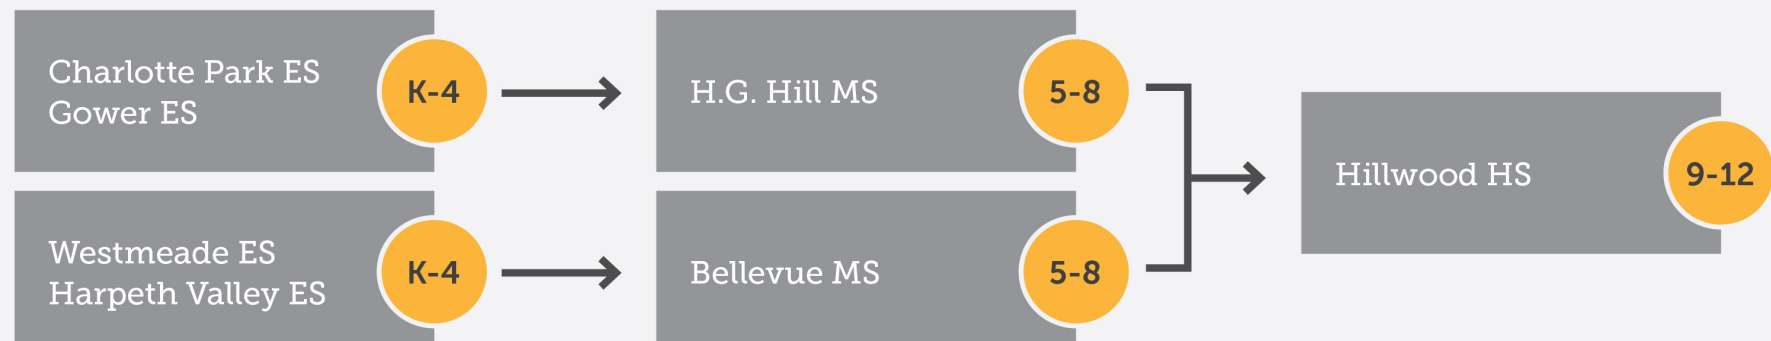 Charlotte Park ES
Gower ES
K-4
H.G. Hill MS
5-8
Westmeade ES
Harpeth Valley ES
K-4
Bellevue MS
5-8
Hillwood HS
9-12